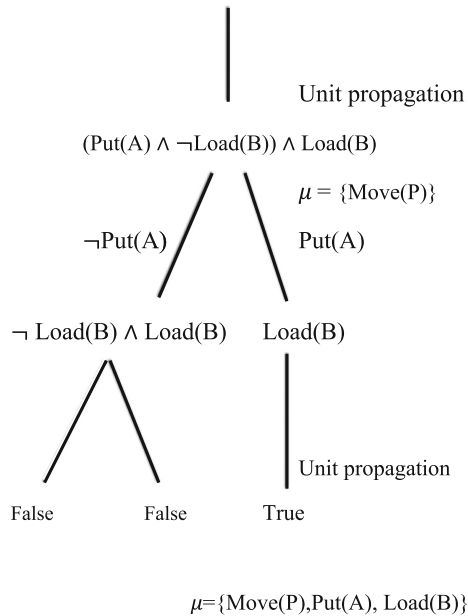 Unit propagation
(Put(A) ∧ ¬Load(B)) ∧ Load(B)
μ = {Move(P)}
¬Put(A)
Put(A)
¬ Load(B) ∧ Load(B)
Load(B)
Unit propagation
False
False
True
μ={Move(P),Put(A), Load(B)}